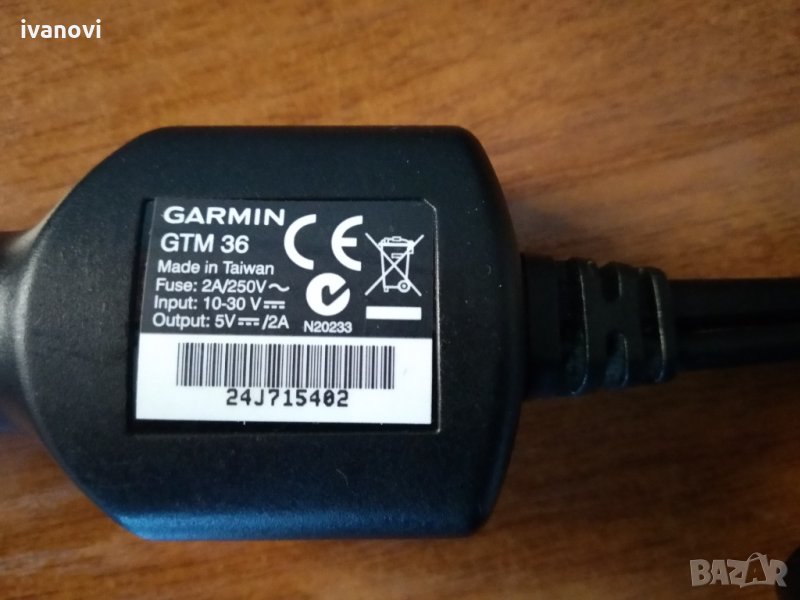 ivanovi
GARMIN
GTM 36
Made in Taiwan
Fuse: 2A/250V～
Input: 10-30 V⎓
Output: 5V⎓/2A
CE
N20233
24J715402
BAZAR